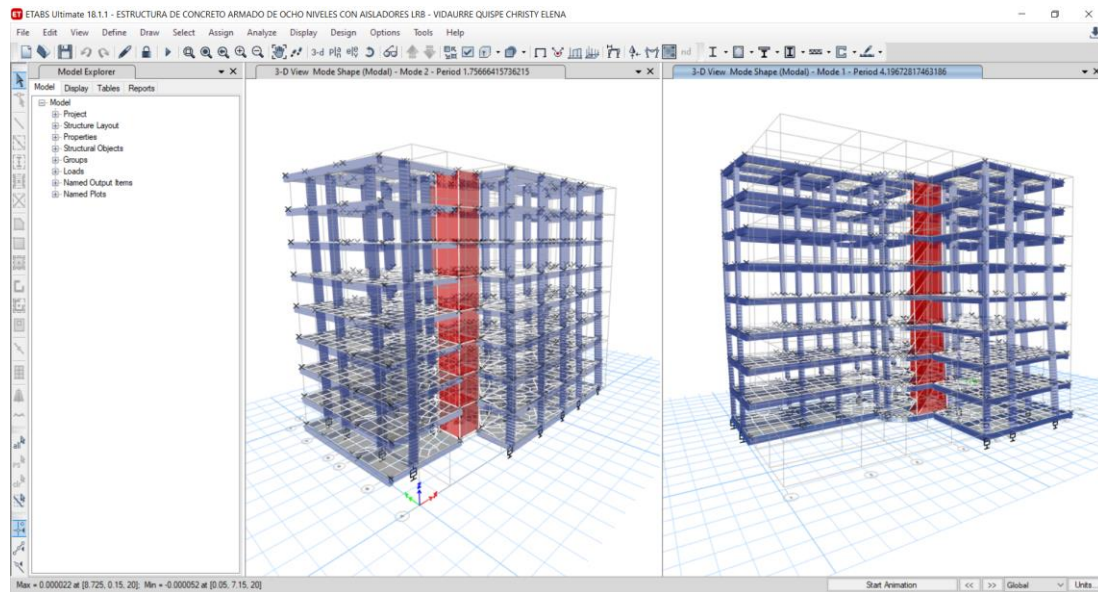 ET ETABS Ultimate 18.1.1 - ESTRUCTURA DE CONCRETO ARMADO DE OCHO NIVELES CON AISLADORES LRB - VIDAURRE QUISPE CHRISTY ELENA
File Edit View Define Draw Select Assign Analyze Display Design Options Tools Help
3-d nd
Model Explorer
Model Display Tables Reports
Model
Project
Structure Layout
Properties
Structural Objects
Groups
Loads
Named Output Items
Named Plots
3-D View Mode Shape (Modal) - Mode 2 - Period 1.75666415736215
3-D View Mode Shape (Modal) - Mode 1 - Period 4.19672817463186
Max = 0.000022 at [8.725, 0.15, 20]; Min = -0.000052 at [0.05, 7.15, 20]
Start Animation << >> Global Units...